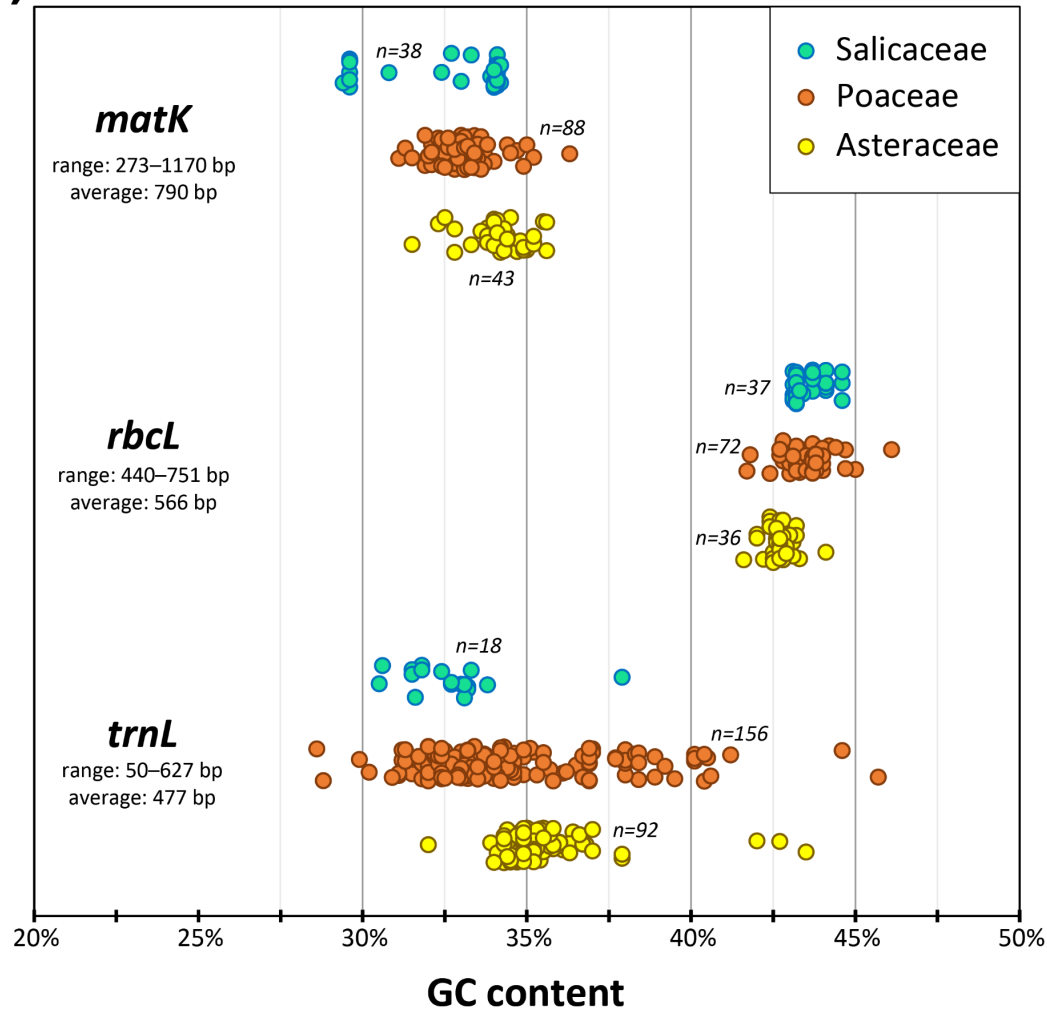 Salicaceae
Poaceae
Asteraceae
n=38
matK
range: 273–1170 bp
average: 790 bp
n=88
n=43
n=37
rbcL
range: 440–751 bp
average: 566 bp
n=72
n=36
n=18
trnL
range: 50–627 bp
average: 477 bp
n=156
n=92
20% 25% 30% 35% 40% 45% 50%
GC content